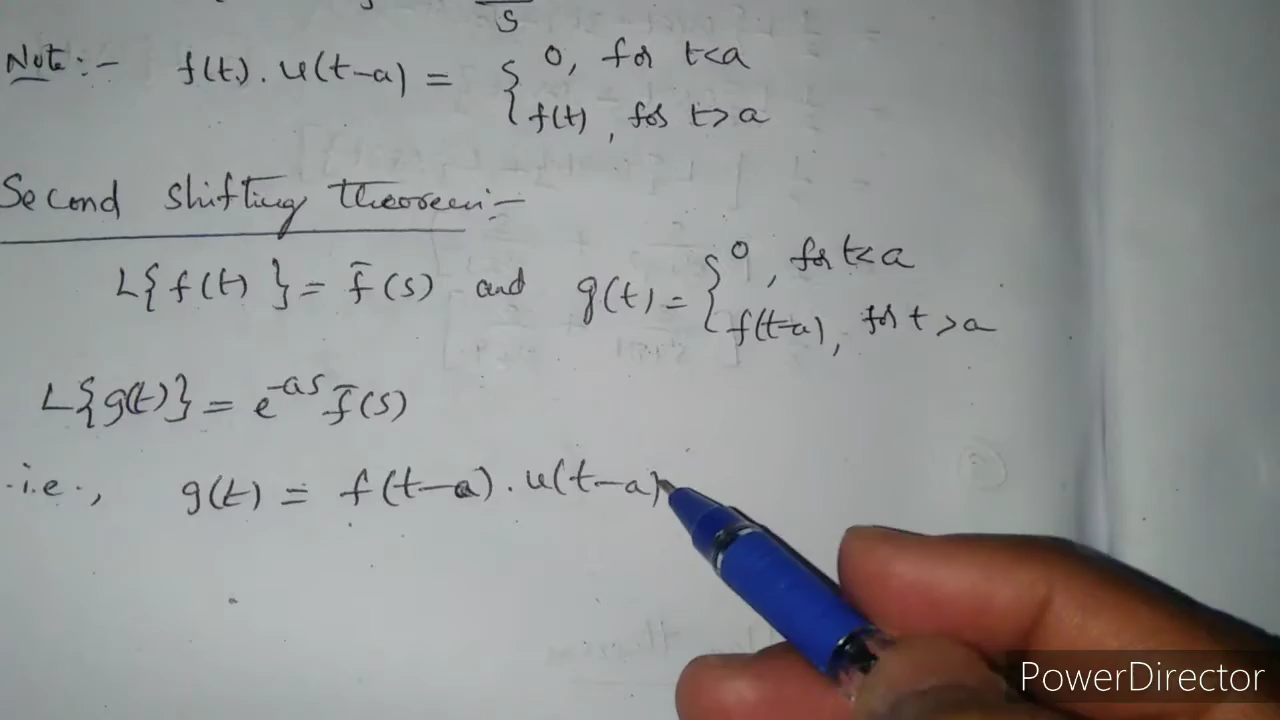 s
Note:- f(t). u(t-a) = { 0, for t<a
f(t), for t>a
Second shifting theorem:-
L{f(t)} = f̄(s) and g(t) = { 0, for t<a
f(t-a), for t>a
L{g(t)} = e^{-as} f̄(s)
i.e., g(t) = f(t-a). u(t-a)
PowerDirector